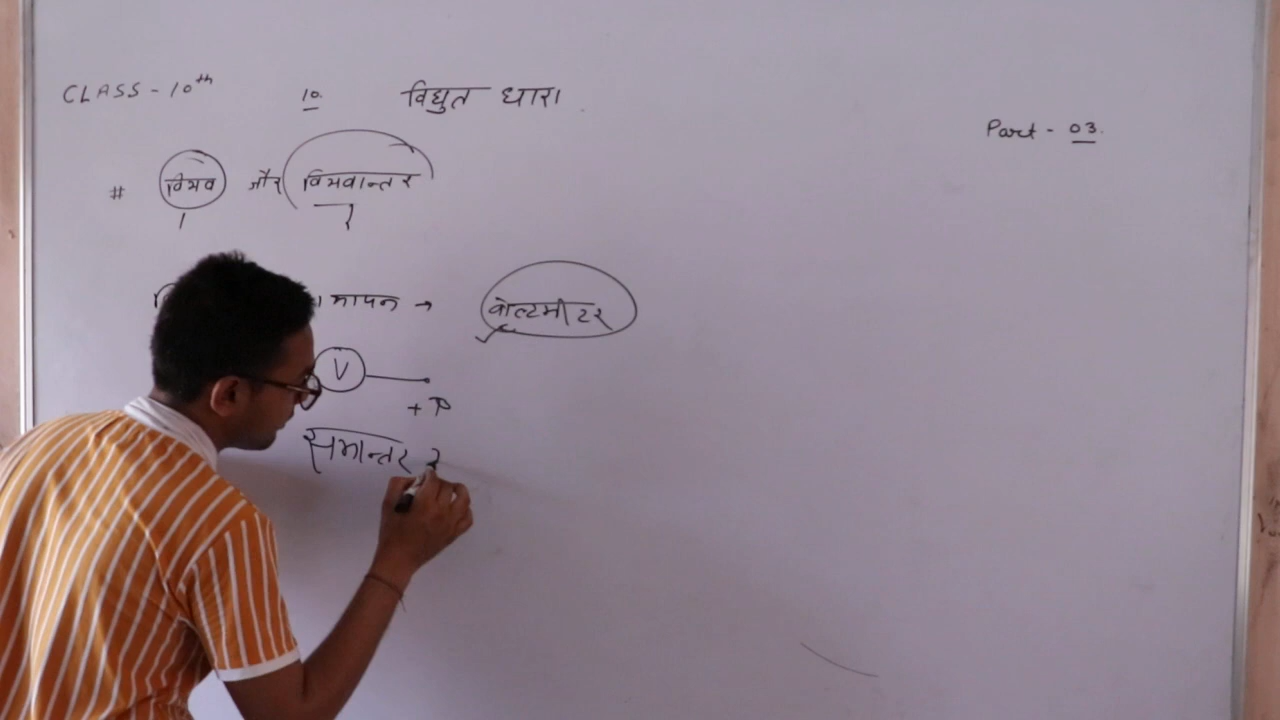 CLASS - 10th 10. विद्युत धारा
Part - 03.
# विभव और विभवान्तर
मापन → वोल्टमीटर
V
+
समान्तर